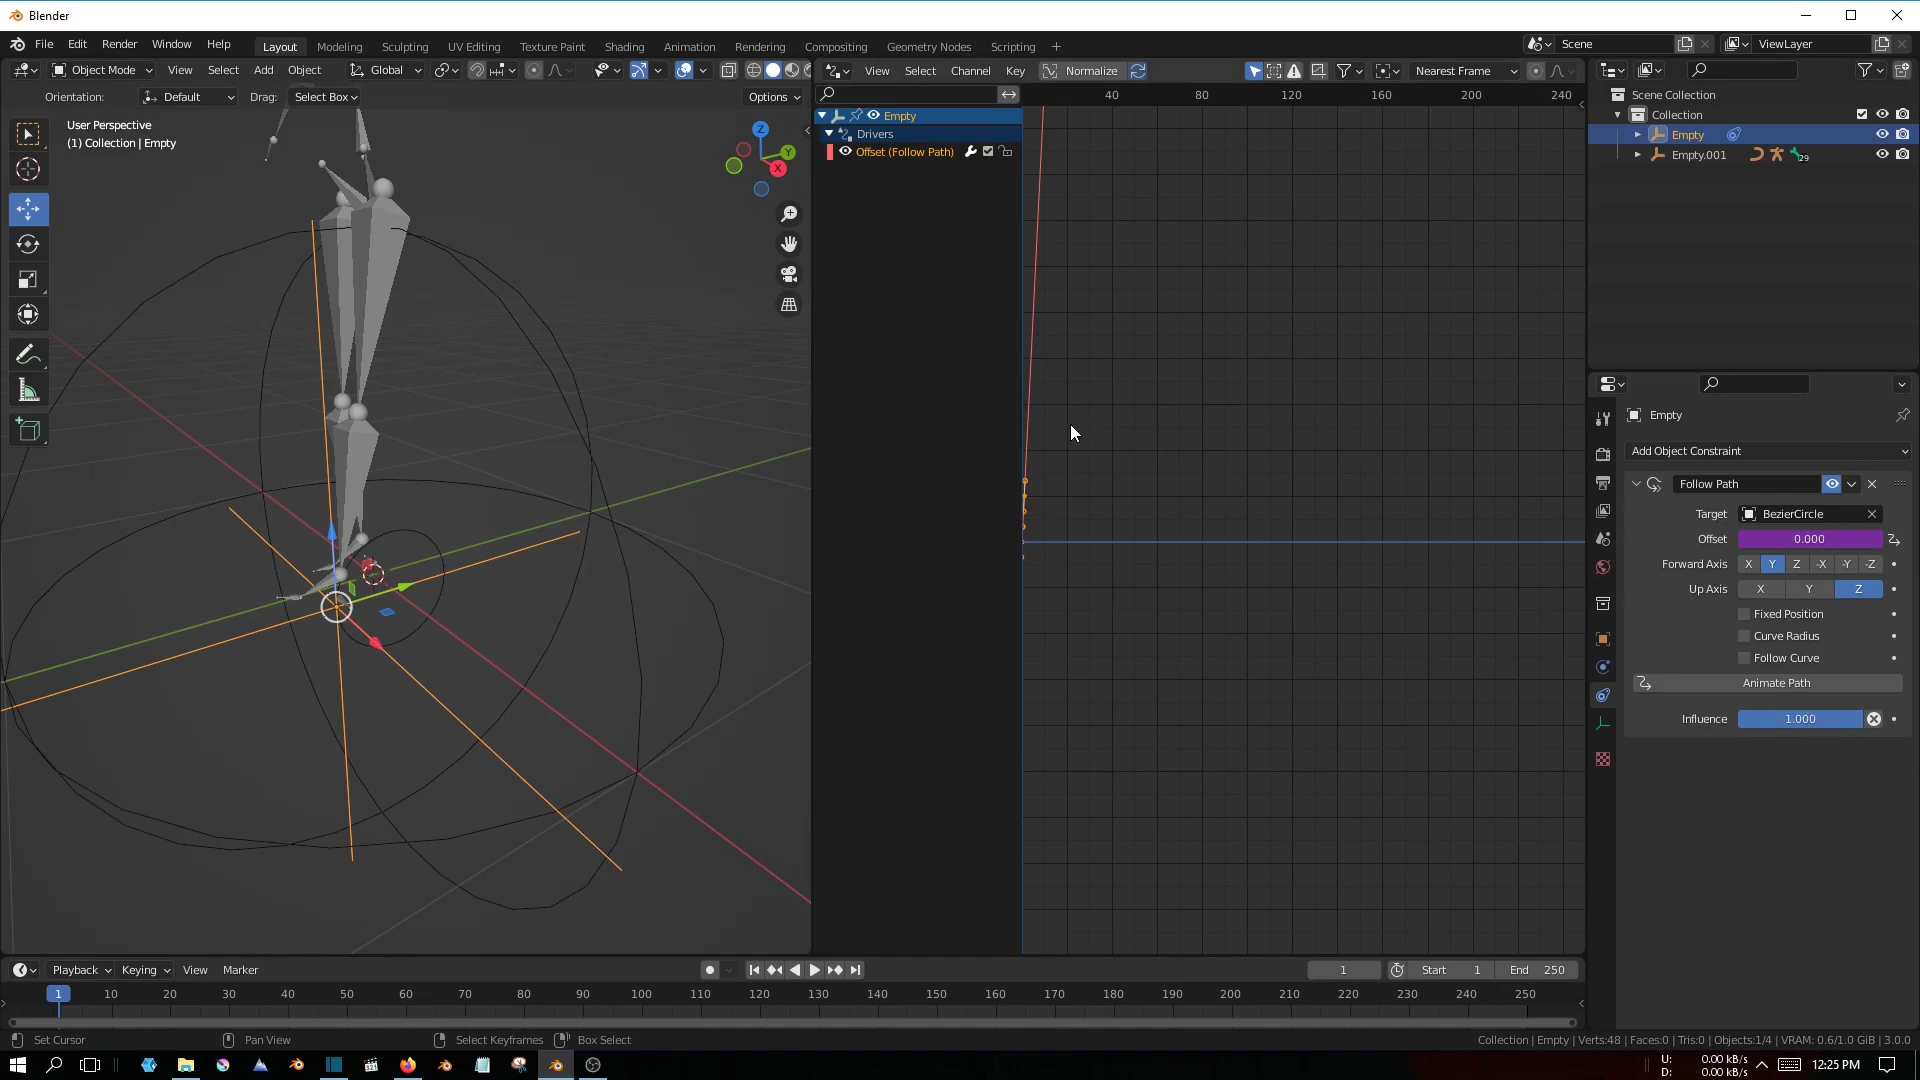 Blender
File Edit Render Window Help Layout Modeling Sculpting UV Editing Texture Paint Shading Animation Rendering Compositing Geometry Nodes Scripting + Scene ViewLayer
Object Mode View Select Add Object Global
Orientation: Default Drag: Select Box Options
User Perspective
(1) Collection | Empty
Z
Y
X
View Select Channel Key Normalize Nearest Frame
40 80 120 160 200 240
Empty
Drivers
Offset (Follow Path)
Scene Collection
Collection
Empty
Empty.001 29
Empty
Add Object Constraint
Follow Path
Target BezierCircle
Offset 0.000
Forward Axis X Y Z -X -Y -Z
Up Axis X Y Z
Fixed Position
Curve Radius
Follow Curve
Animate Path
Influence 1.000
Playback Keying View Marker 1 Start 1 End 250
1 10 20 30 40 50 60 70 80 90 100 110 120 130 140 150 160 170 180 190 200 210 220 230 240 250
Set Cursor Pan View Select Keyframes Box Select Collection | Empty | Verts:48 | Faces:0 | Tris:0 | Objects:1/4 | VRAM: 0.6/1.0 GiB | 3.0.0
U: 0.00 kB/s
D: 0.00 kB/s
12:25 PM